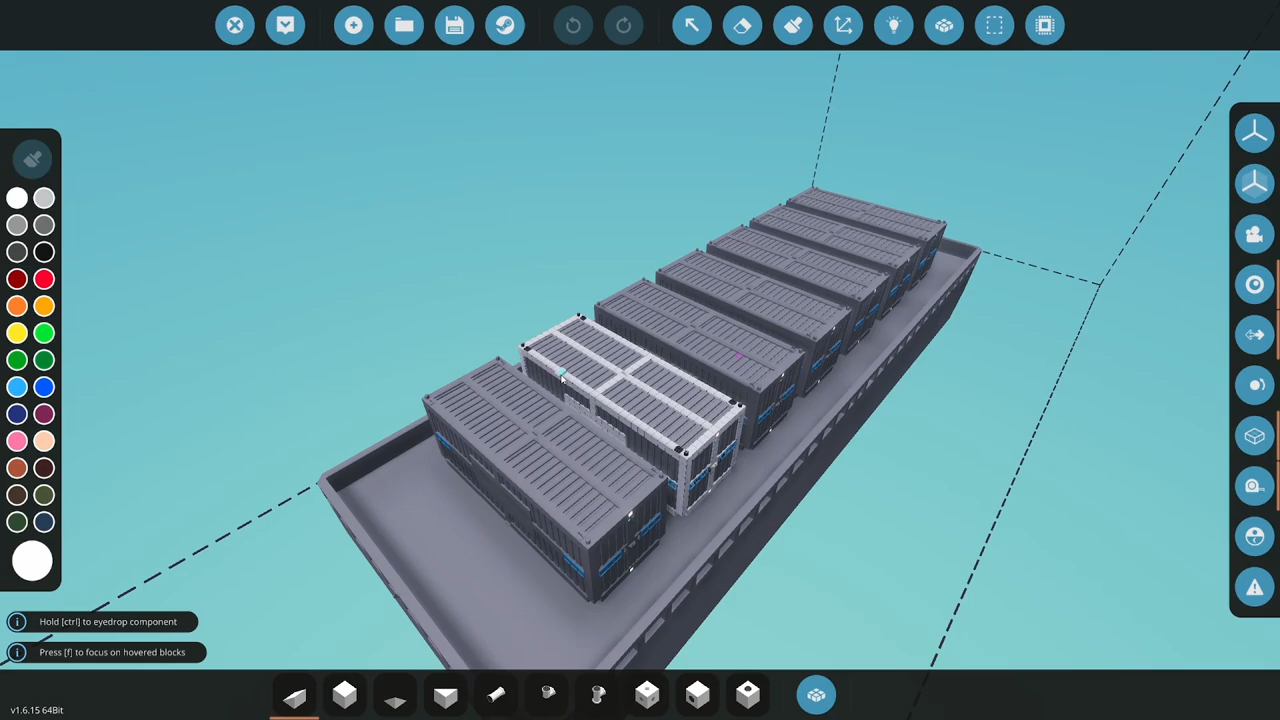 Hold [ctrl] to eyedrop component
Press [f] to focus on hovered blocks
v1.6.15 64Bit